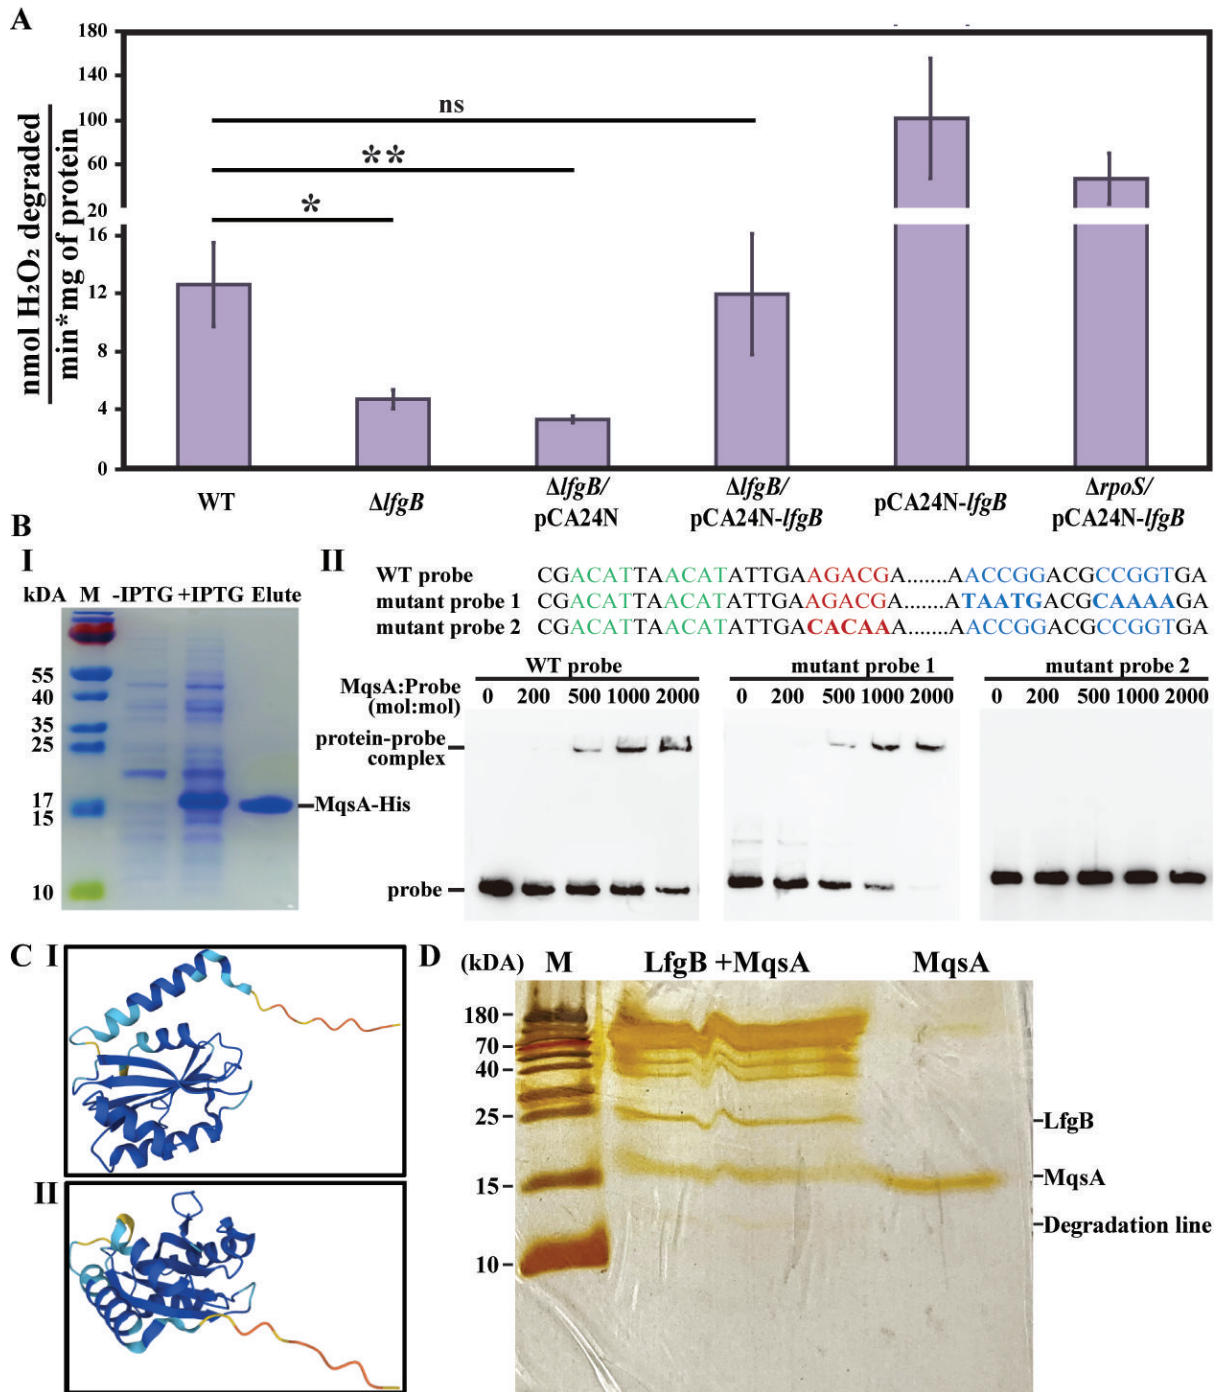 A
180
140
100
60
20
16
12
8
4
0
nmol H₂O₂ degraded
min*mg of protein
ns
**
*
WT
ΔlfgB
ΔlfgB/
pCA24N
ΔlfgB/
pCA24N-lfgB
pCA24N-lfgB
ΔrpoS/
pCA24N-lfgB
B
I
kDA M -IPTG +IPTG Elute
55
40
35
25
17
15
10
MqsA-His
II
WT probe CGACATTAACATATTGAAGACGA.......AACCGGACGCCGGTGA
mutant probe 1 CGACATTAACATATTGAAGACGA.......ATAATGACGCAAAAGA
mutant probe 2 CGACATTAACATATTGACACAAA.......AACCGGACGCCGGTGA
WT probe mutant probe 1 mutant probe 2
MqsA:Probe
(mol:mol)
0 200 500 1000 2000 0 200 500 1000 2000 0 200 500 1000 2000
protein-probe
complex
probe
C I
II
D (kDA) M LfgB +MqsA MqsA
180
70
40
25
15
10
LfgB
MqsA
Degradation line